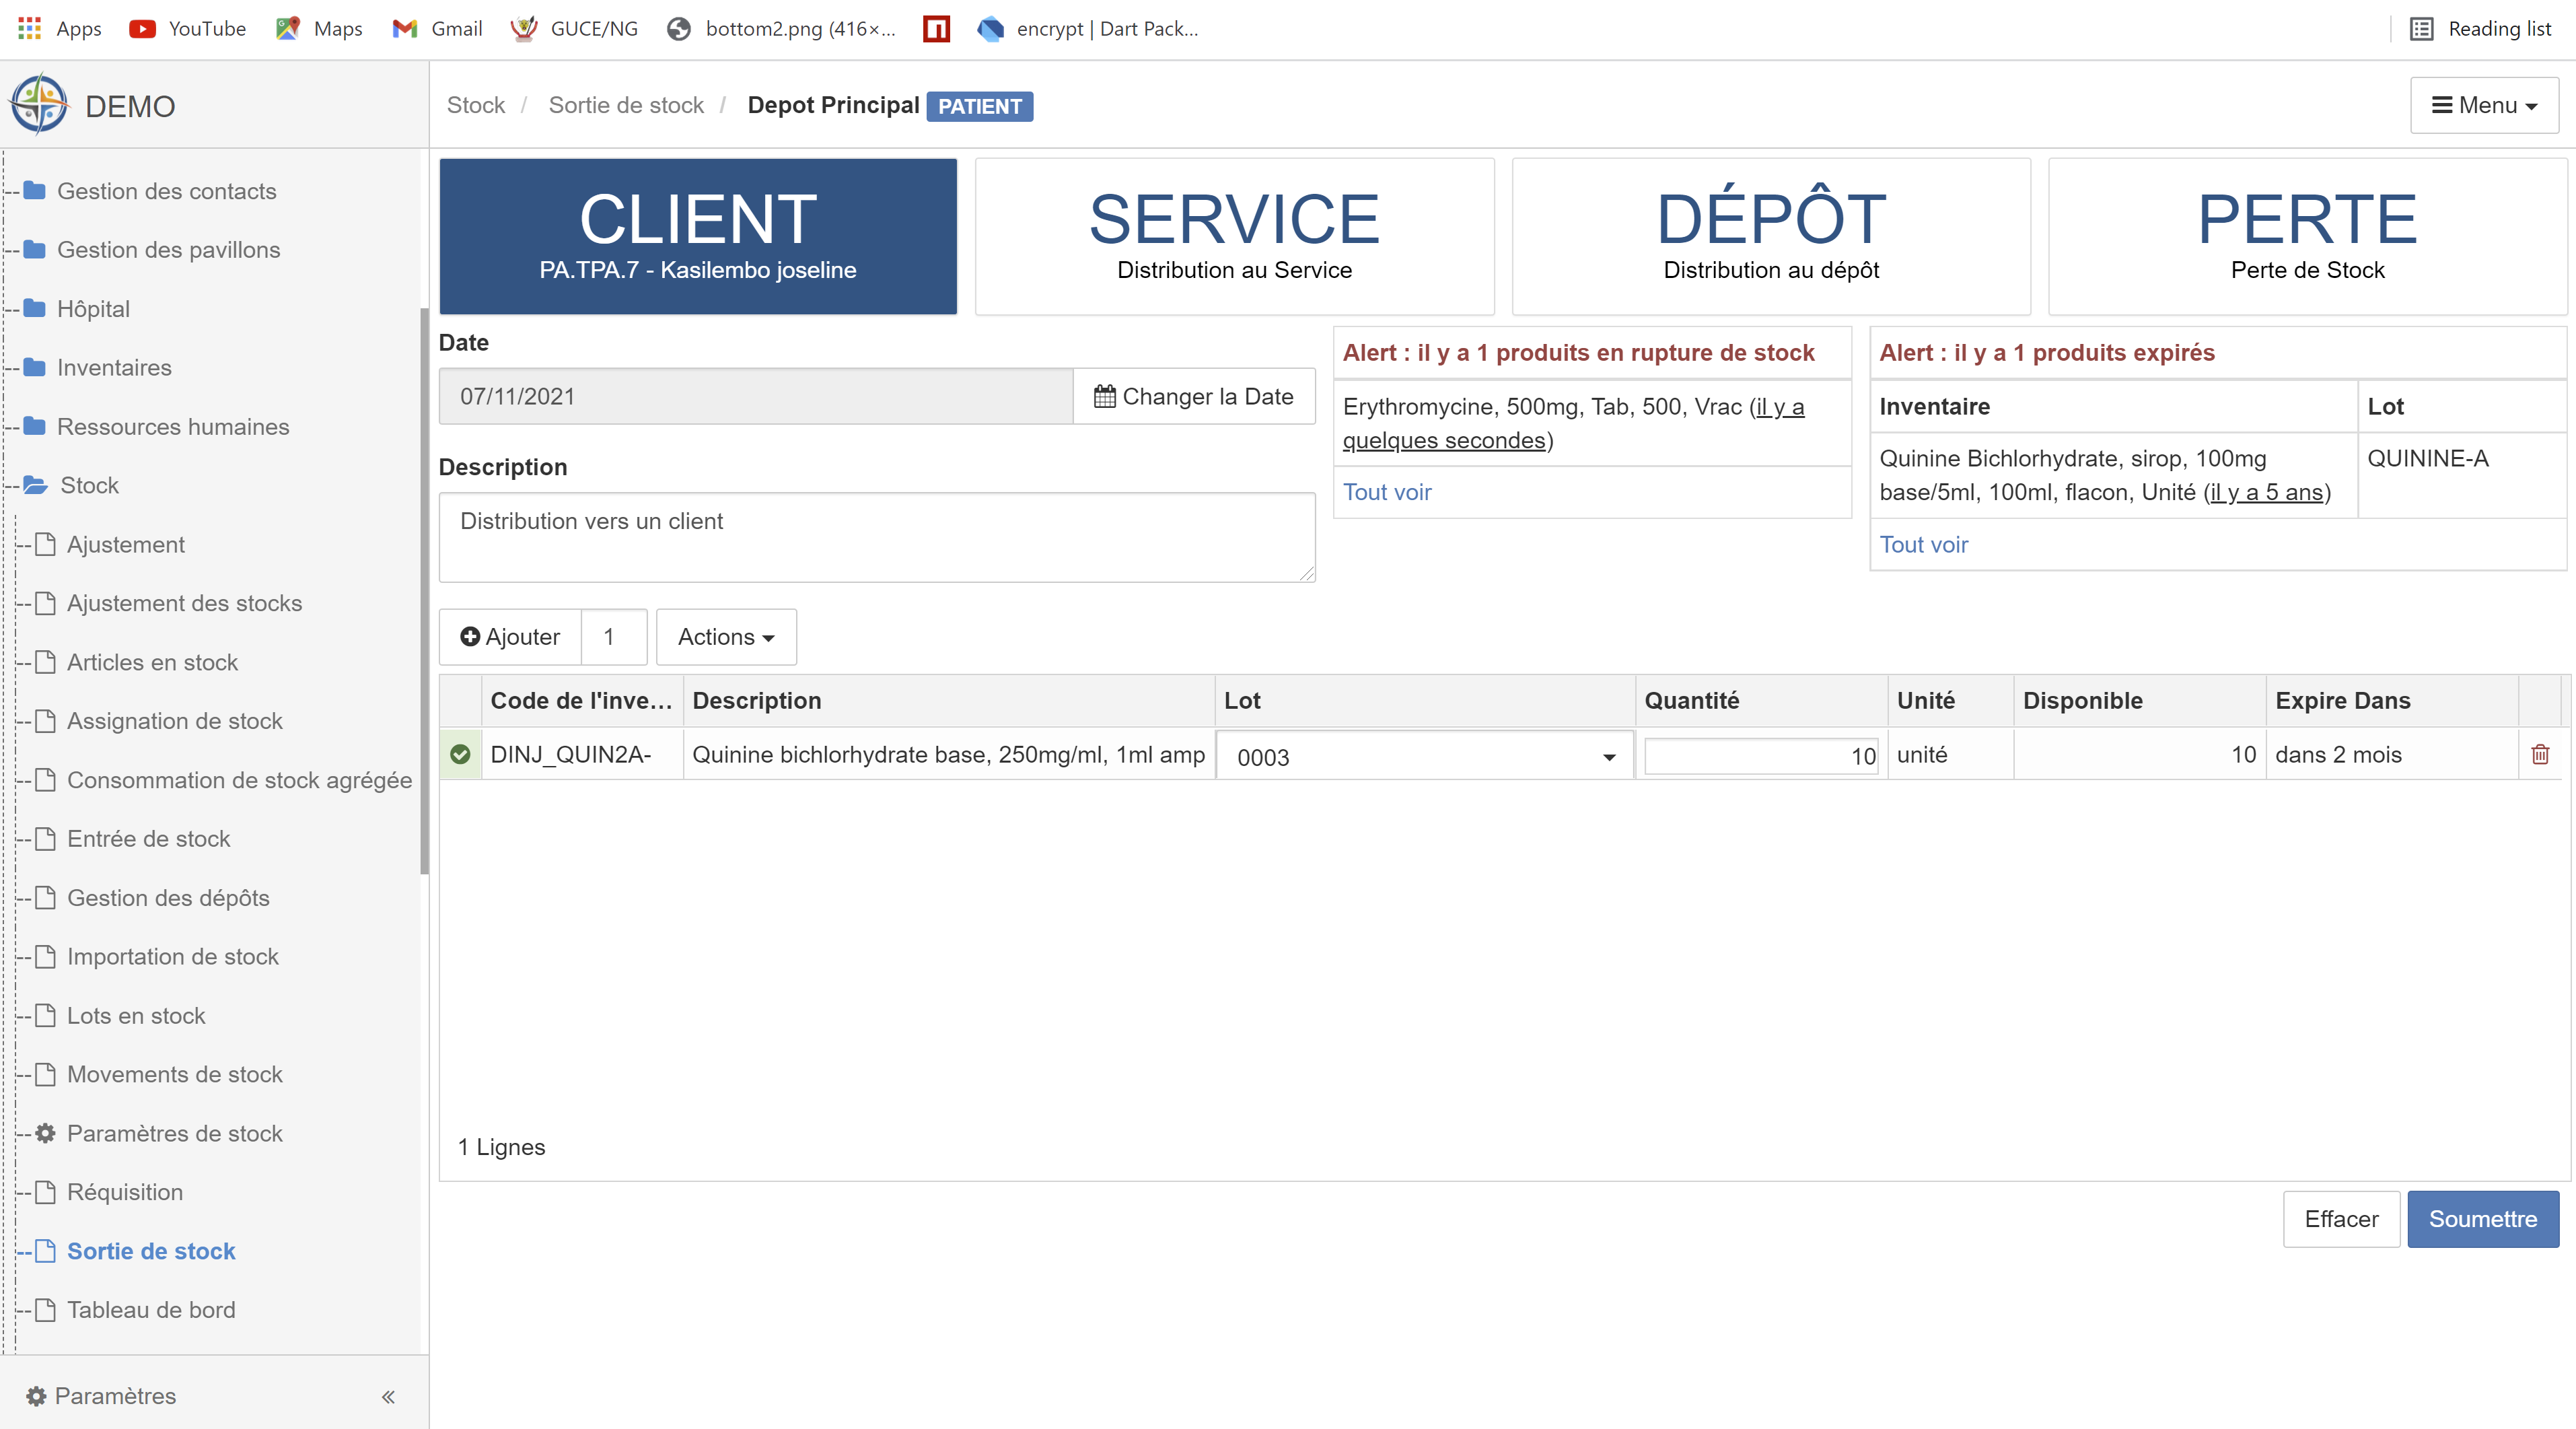 Apps YouTube Maps Gmail GUCE/NG bottom2.png (416×... encrypt | Dart Pack... Reading list
DEMO
Stock / Sortie de stock / Depot Principal PATIENT
Menu
Gestion des contacts
Gestion des pavillons
Hôpital
Inventaires
Ressources humaines
Stock
Ajustement
Ajustement des stocks
Articles en stock
Assignation de stock
Consommation de stock agrégée
Entrée de stock
Gestion des dépôts
Importation de stock
Lots en stock
Movements de stock
Paramètres de stock
Réquisition
Sortie de stock
Tableau de bord
Paramètres «
CLIENT
PA.TPA.7 - Kasilembo joseline
SERVICE
Distribution au Service
DÉPÔT
Distribution au dépôt
PERTE
Perte de Stock
Date
07/11/2021 Changer la Date
Description
Distribution vers un client
Alert : il y a 1 produits en rupture de stock
Erythromycine, 500mg, Tab, 500, Vrac (il y a
quelques secondes)
Tout voir
Alert : il y a 1 produits expirés
Inventaire Lot
Quinine Bichlorhydrate, sirop, 100mg QUININE-A
base/5ml, 100ml, flacon, Unité (il y a 5 ans)
Tout voir
Ajouter 1 Actions
Code de l'inve... Description Lot Quantité Unité Disponible Expire Dans
DINJ_QUIN2A- Quinine bichlorhydrate base, 250mg/ml, 1ml amp 0003 10 unité 10 dans 2 mois
1 Lignes
Effacer Soumettre